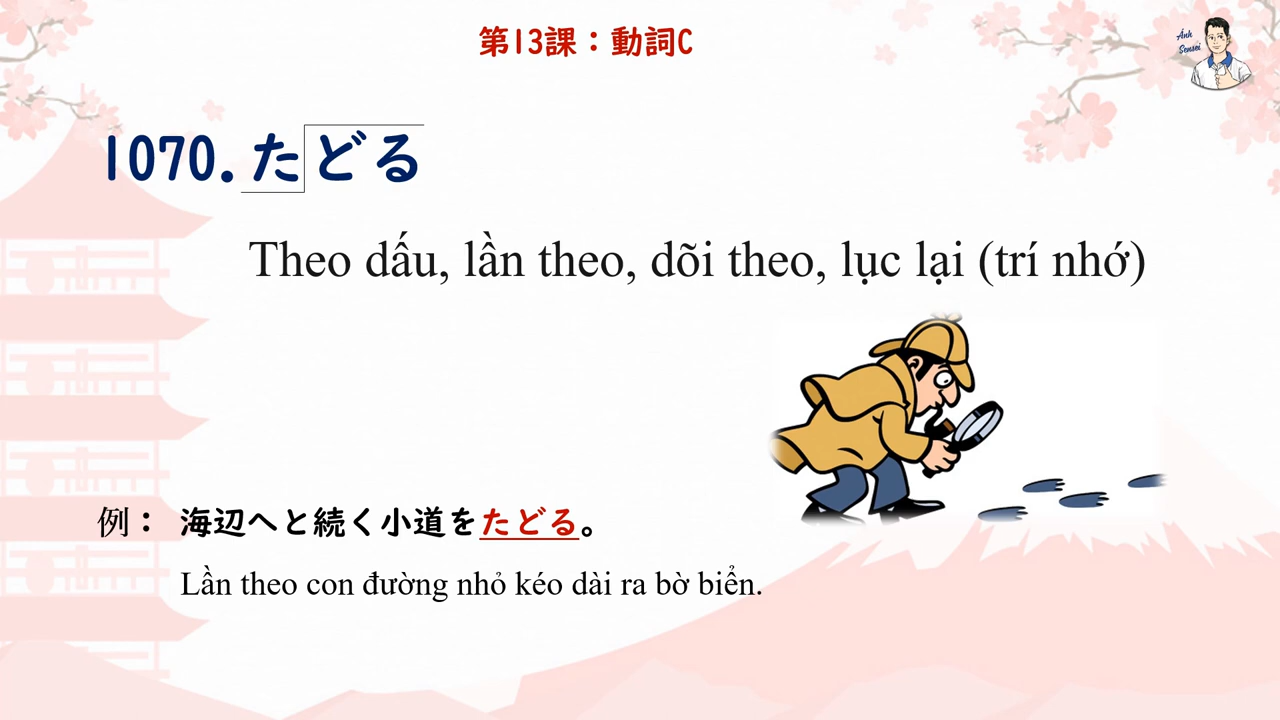 第13課：動詞C
Anh
Sensei
1070.たどる
Theo dấu, lần theo, dõi theo, lục lại (trí nhớ)
例： 海辺へと続く小道をたどる。
Lần theo con đường nhỏ kéo dài ra bờ biển.